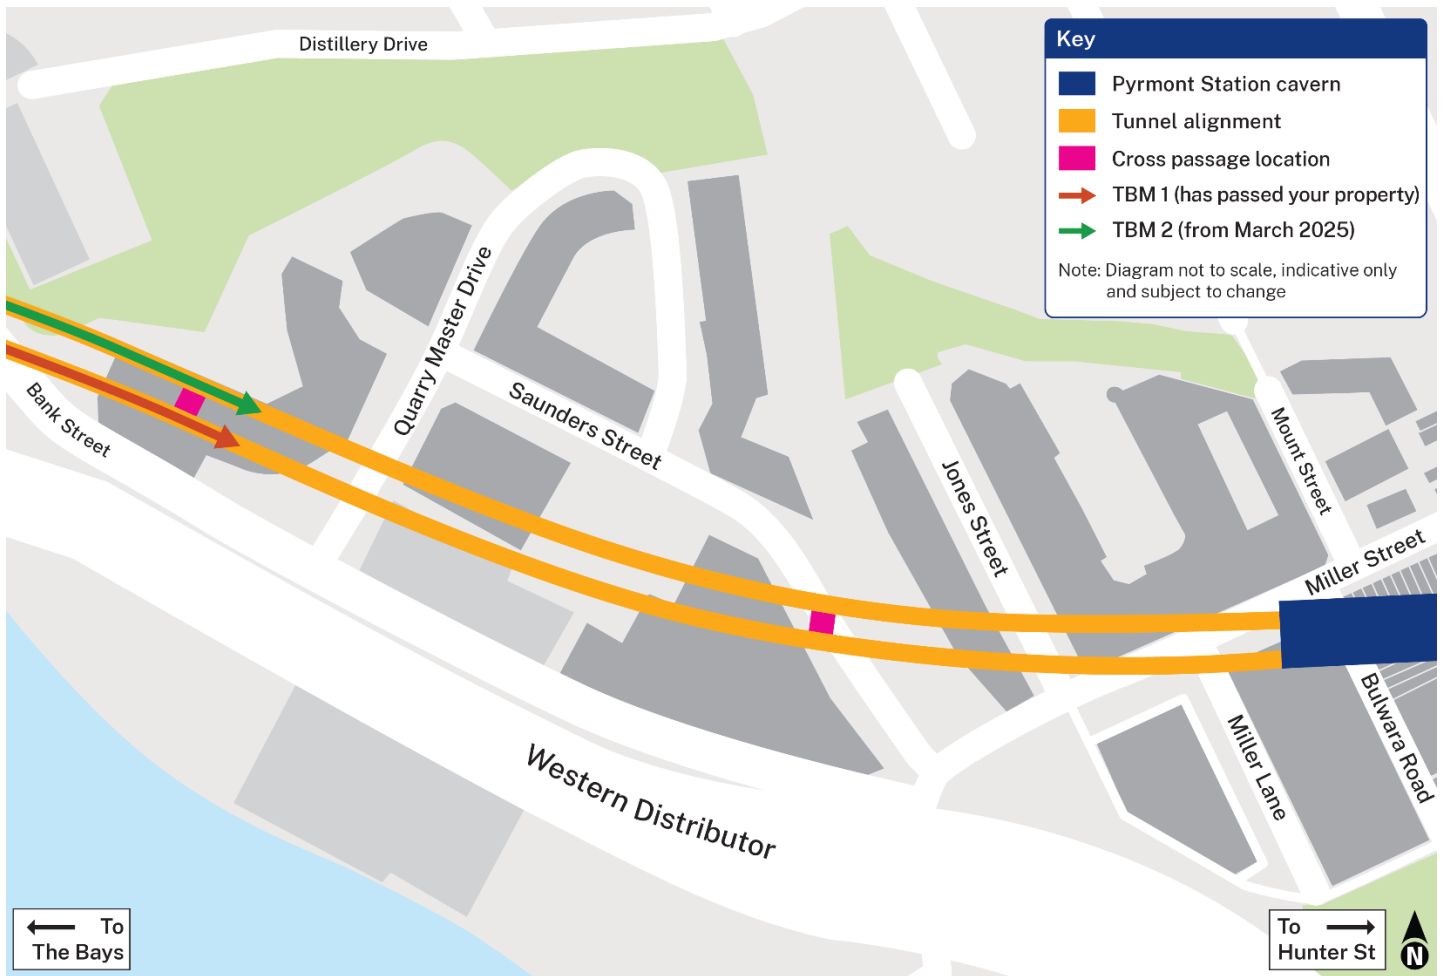 Distillery Drive
Key
Pyrmont Station cavern
Tunnel alignment
Cross passage location
TBM 1 (has passed your property)
TBM 2 (from March 2025)
Note: Diagram not to scale, indicative only
and subject to change
Quarry Master Drive
Bank Street
Saunders Street
Jones Street
Mount Street
Miller Street
Bulwara Road
Miller Lane
Western Distributor
To
The Bays
To
Hunter St
N